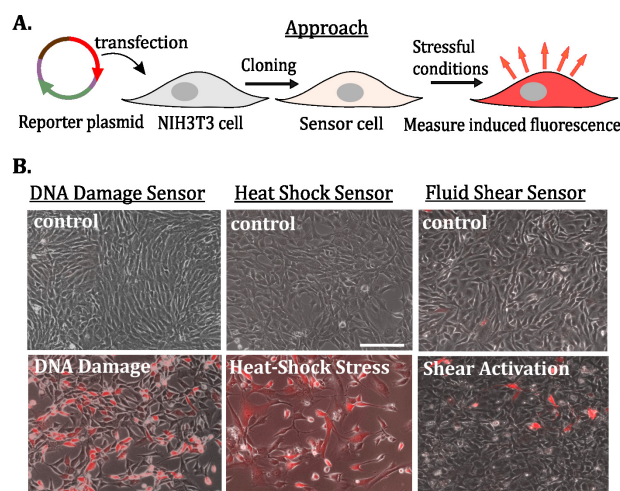 A.
Approach
transfection
Cloning
Stressful
conditions
Reporter plasmid
NIH3T3 cell
Sensor cell
Measure induced fluorescence
B.
DNA Damage Sensor
Heat Shock Sensor
Fluid Shear Sensor
control
control
control
DNA Damage
Heat-Shock Stress
Shear Activation